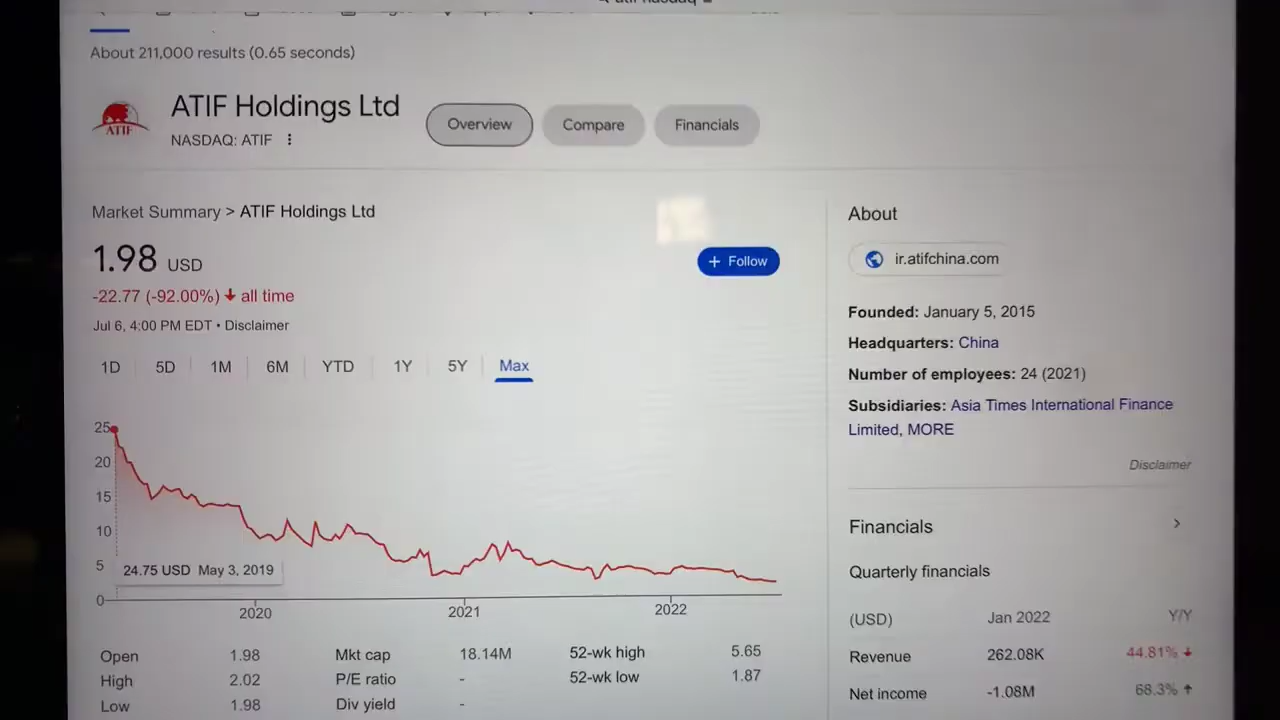 About 211,000 results (0.65 seconds)
ATIF
ATIF Holdings Ltd
NASDAQ: ATIF
Overview
Compare
Financials
Market Summary > ATIF Holdings Ltd
1.98 USD
+ Follow
-22.77 (-92.00%) all time
Jul 6, 4:00 PM EDT • Disclaimer
1D 5D 1M 6M YTD 1Y 5Y Max
25
20
15
10
5
0
24.75 USD May 3, 2019
2020 2021 2022
Open 1.98 Mkt cap 18.14M 52-wk high 5.65
High 2.02 P/E ratio - 52-wk low 1.87
Low 1.98 Div yield -
About
ir.atifchina.com
Founded: January 5, 2015
Headquarters: China
Number of employees: 24 (2021)
Subsidiaries: Asia Times International Finance
Limited, MORE
Disclaimer
Financials
Quarterly financials
(USD) Jan 2022 Y/Y
Revenue 262.08K 44.81%
Net income -1.08M 68.3%